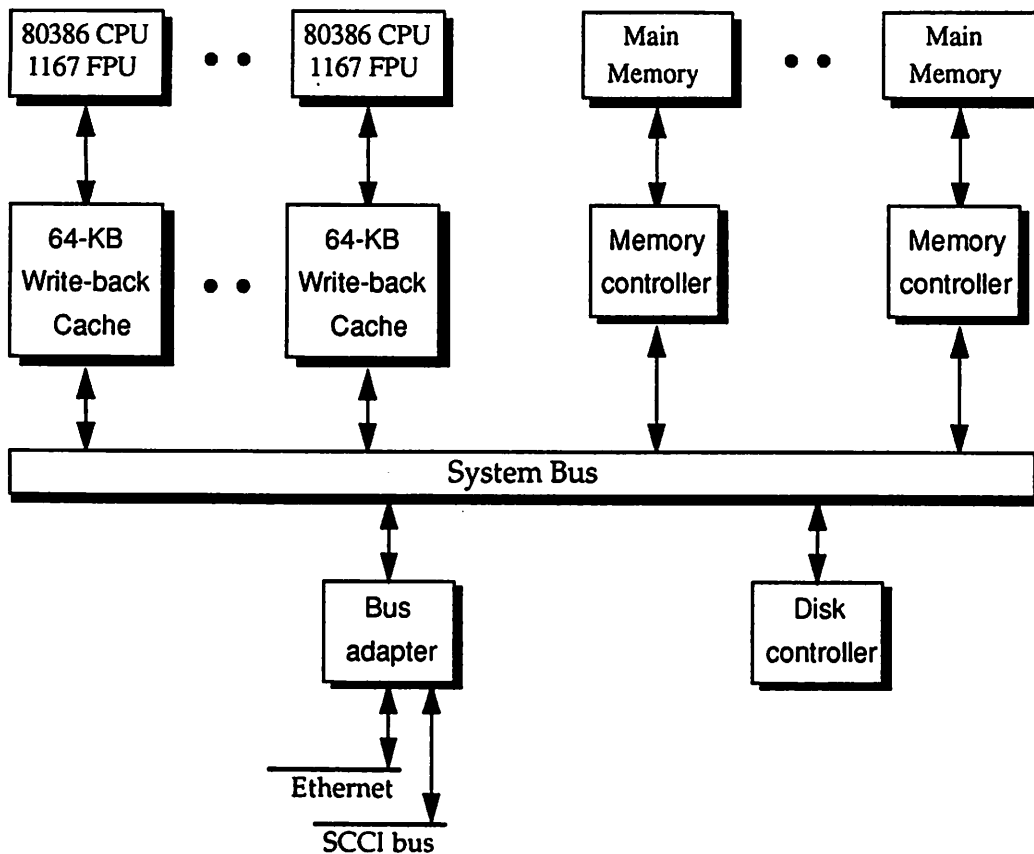 80386 CPU
1167 FPU
80386 CPU
1167 FPU
Main
Memory
Main
Memory
64-KB
Write-back
Cache
64-KB
Write-back
Cache
Memory
controller
Memory
controller
System Bus
Bus
adapter
Disk
controller
Ethernet
SCCI bus